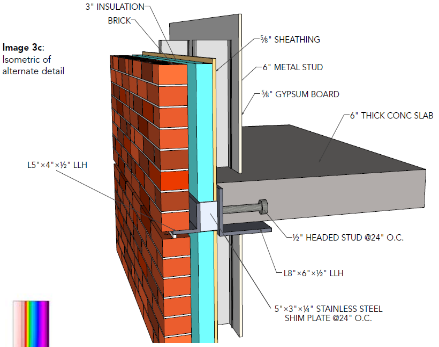 3" INSULATION
BRICK
Image 3c:
Isometric of
alternate detail
⅝" SHEATHING
6" METAL STUD
⅝" GYPSUM BOARD
6" THICK CONC SLAB
L5"×4"×½" LLH
½" HEADED STUD @24" O.C.
L8"×6"×½" LLH
5"×3"×¼" STAINLESS STEEL
SHIM PLATE @24" O.C.